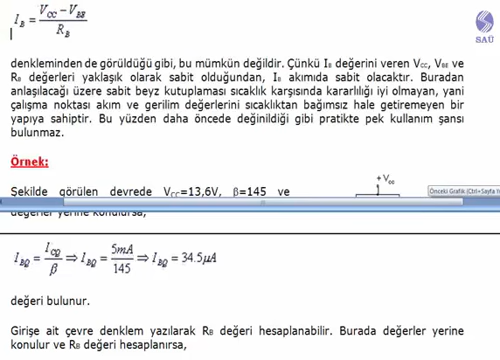 I_B = (V_CC − V_BE) / R_B
SAÜ
denkleminden de görüldüğü gibi, bu mümkün değildir. Çünkü I_B değerini veren V_CC, V_BE ve
R_B değerleri yaklaşık olarak sabit olduğundan, I_B akımıda sabit olacaktır. Buradan
anlaşılacağı üzere sabit beyz kutuplaması sıcaklık karşısında kararlılığı iyi olmayan, yani
çalışma noktası akım ve gerilim değerlerini sıcaklıktan bağımsız hale getiremeyen bir
yapıya sahiptir. Bu yüzden daha öncede değinildiği gibi pratikte pek kullanım şansı
bulunmaz.
Örnek:
+V_CC
Şekilde görülen devrede V_CC=13,6V, β=145 ve
Önceki Grafik (Ctrl+Sayfa
değerler yerine konulursa,
I_BQ = I_CQ / β ⇒ I_BQ = 5mA / 145 ⇒ I_BQ = 34.5μA
değeri bulunur.
Girişe ait çevre denklem yazılarak R_B değeri hesaplanabilir. Burada değerler yerine
konulur ve R_B değeri hesaplanırsa,